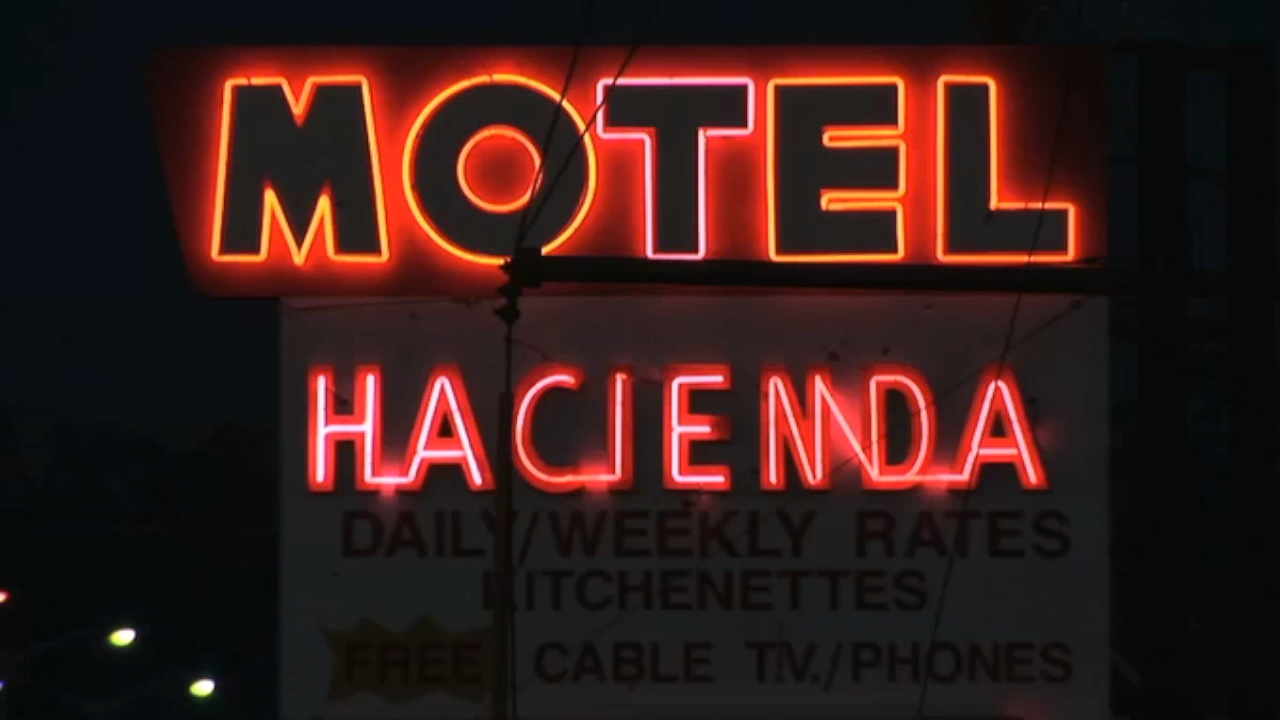 MOTEL
HACIENDA
DAILY/WEEKLY RATES
KITCHENETTES
FREE CABLE T.V./PHONES